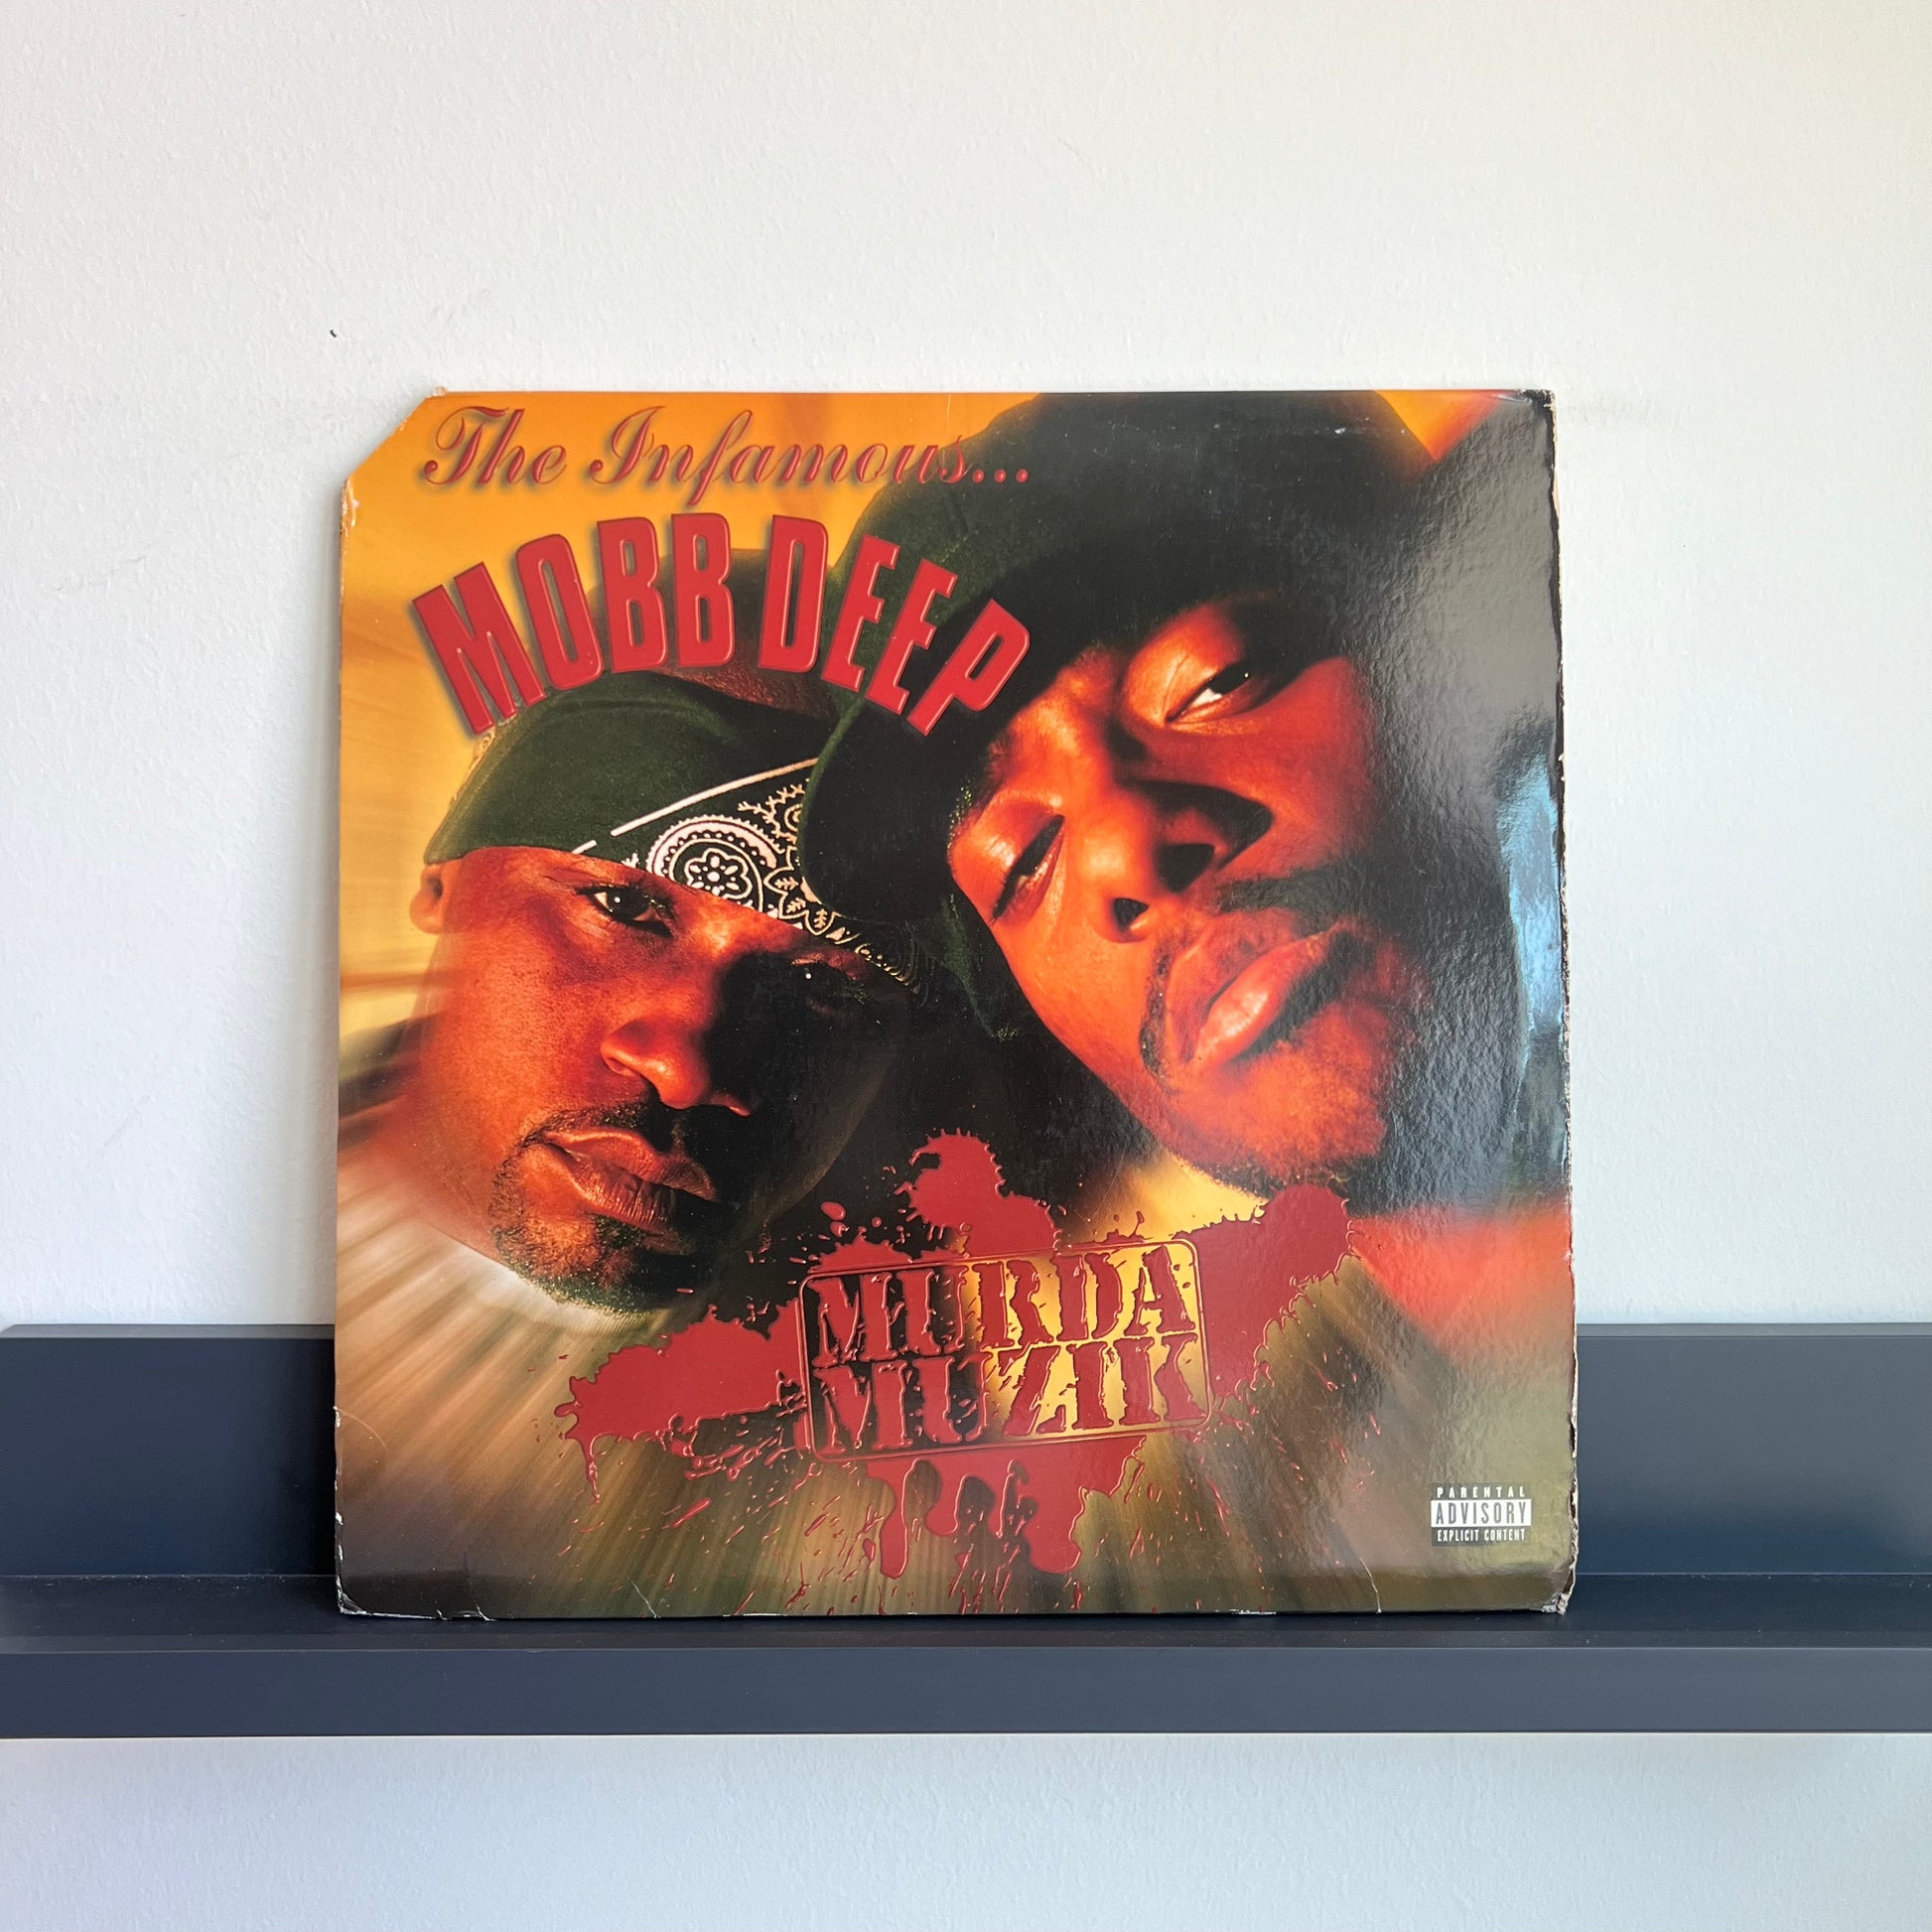 The Infamous...
MOBB DEEP
MURDA
MUZIK
PARENTAL
ADVISORY
EXPLICIT CONTENT